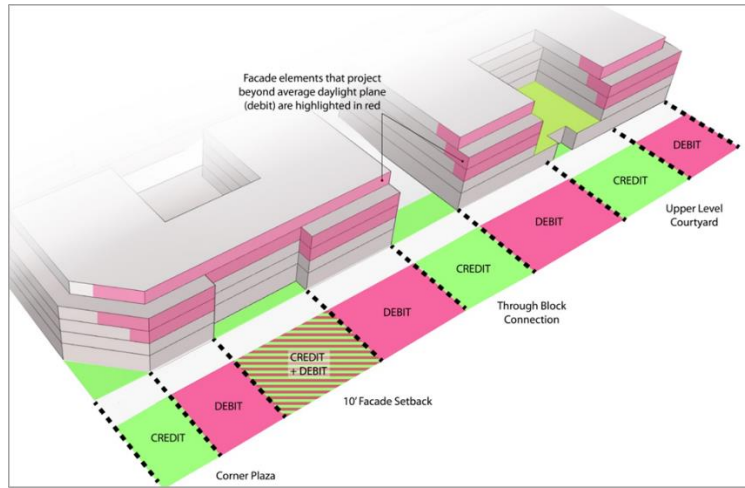 Facade elements that project
beyond average daylight plane
(debit) are highlighted in red
DEBIT
CREDIT
Upper Level
Courtyard
DEBIT
CREDIT
Through Block
Connection
DEBIT
CREDIT
+ DEBIT
10' Facade Setback
DEBIT
CREDIT
Corner Plaza